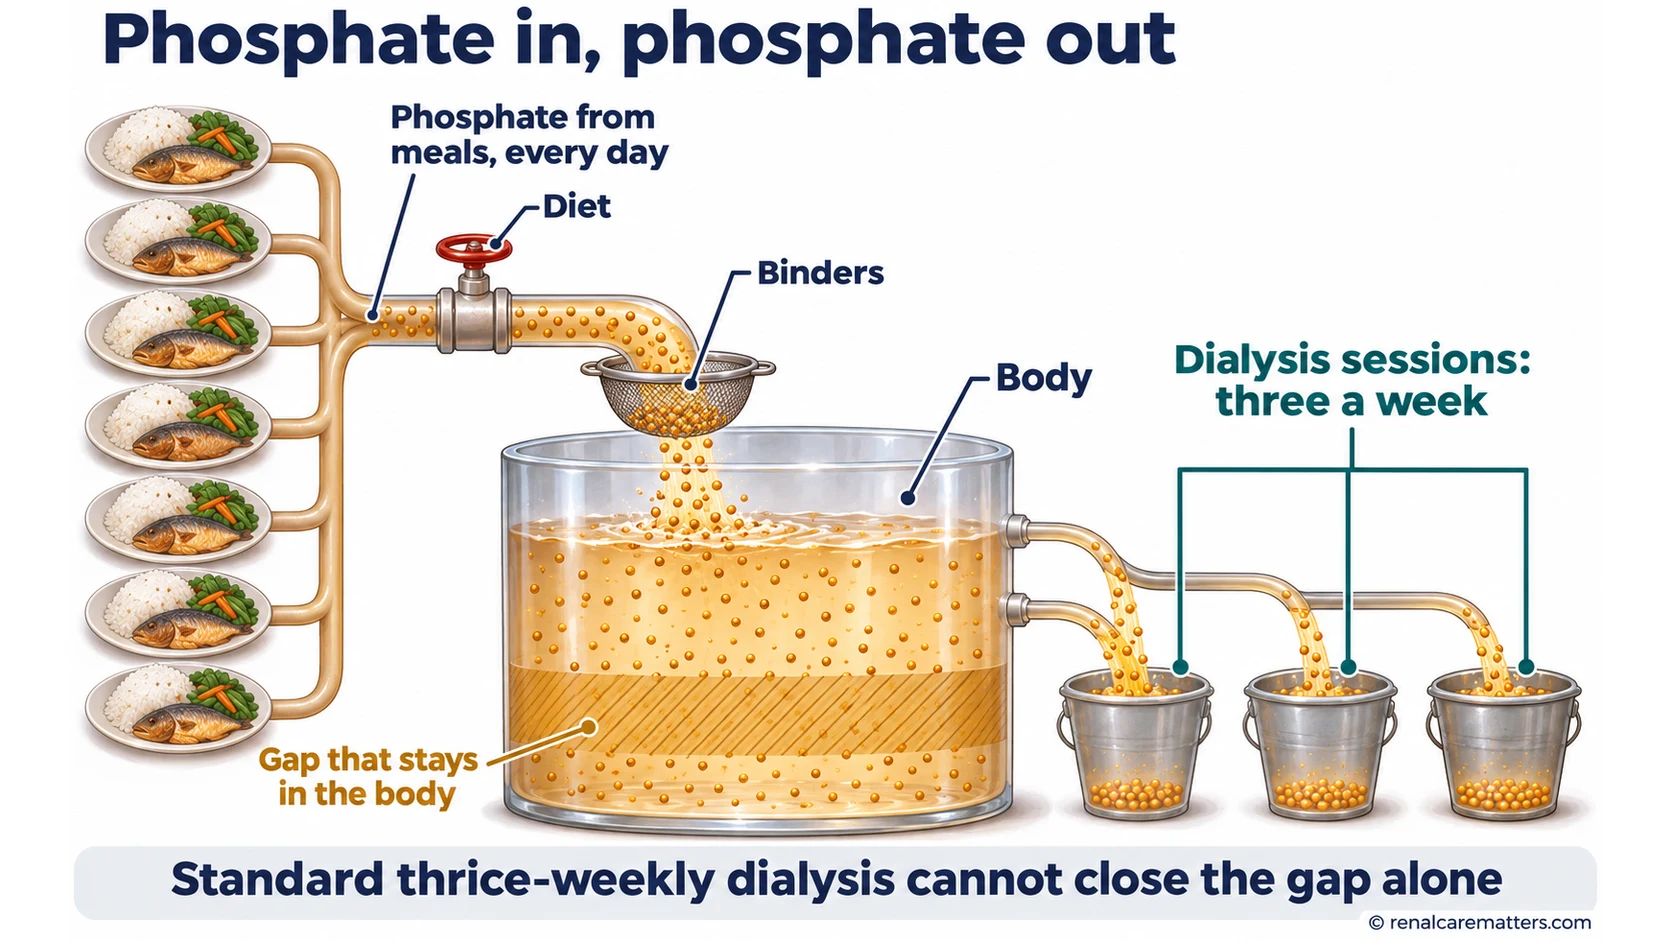 Phosphate in, phosphate out
Phosphate from
meals, every day
Diet
Binders
Body
Dialysis sessions:
three a week
Gap that stays
in the body
Standard thrice-weekly dialysis cannot close the gap alone
© renalcarematters.com